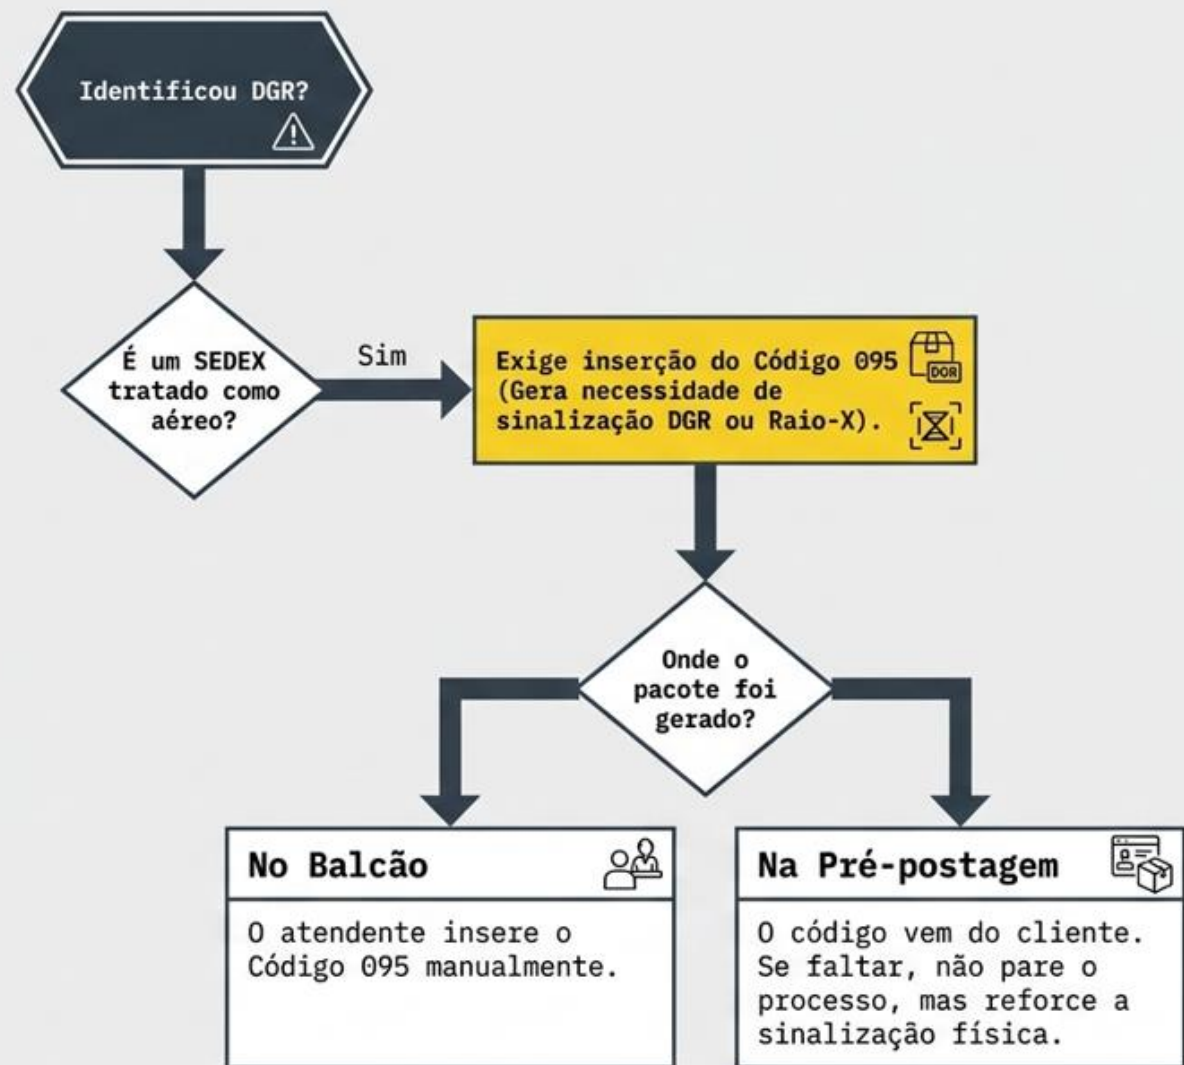 Identificou DGR?
É um SEDEX
tratado como
aéreo?
Sim
Exige inserção do Código 095
(Gera necessidade de
sinalização DGR ou Raio-X).
DOR
Onde o
pacote foi
gerado?
No Balcão
O atendente insere o
Código 095 manualmente.
Na Pré-postagem
O código vem do cliente.
Se faltar, não pare o
processo, mas reforce a
sinalização física.